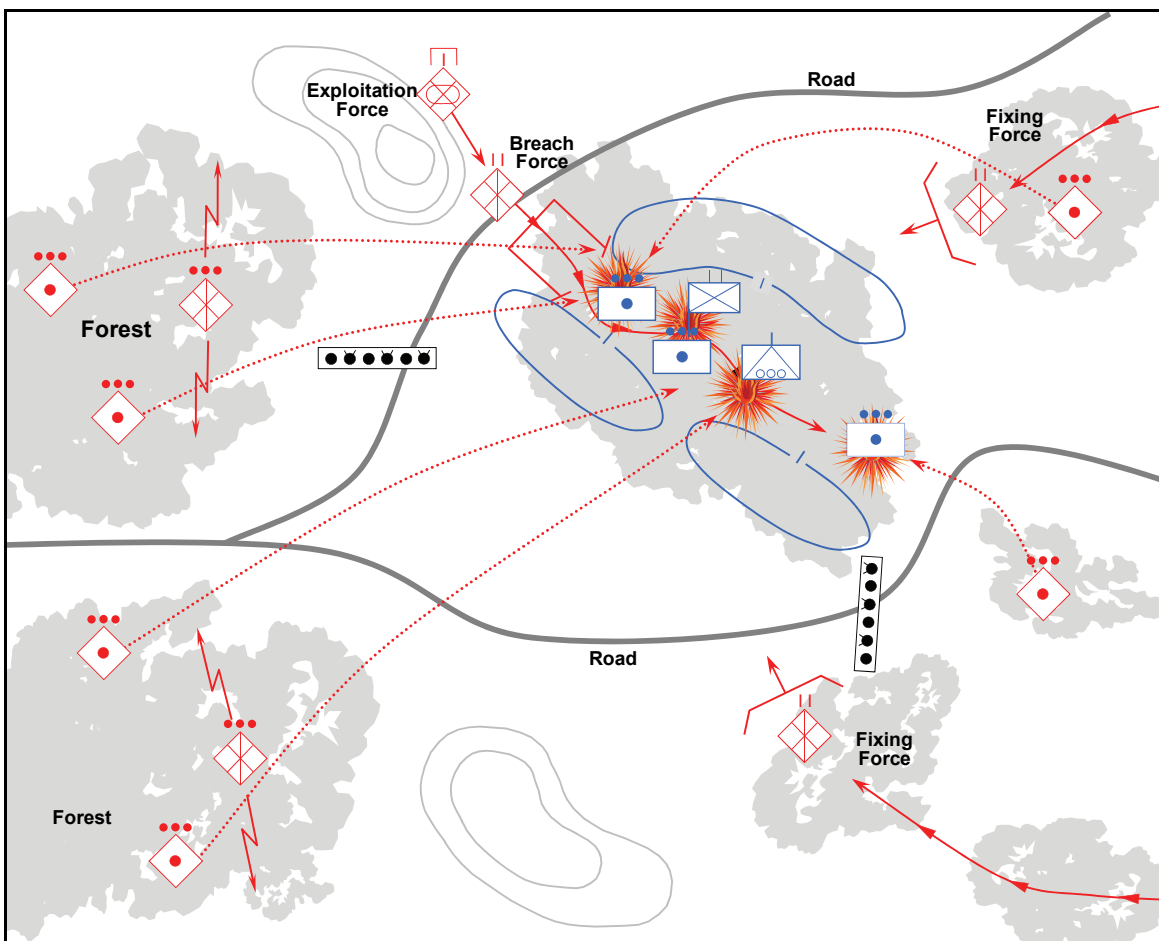 Road
Exploitation
Force
Fixing
Force
Breach
Force
Forest
Road
Fixing
Force
Forest